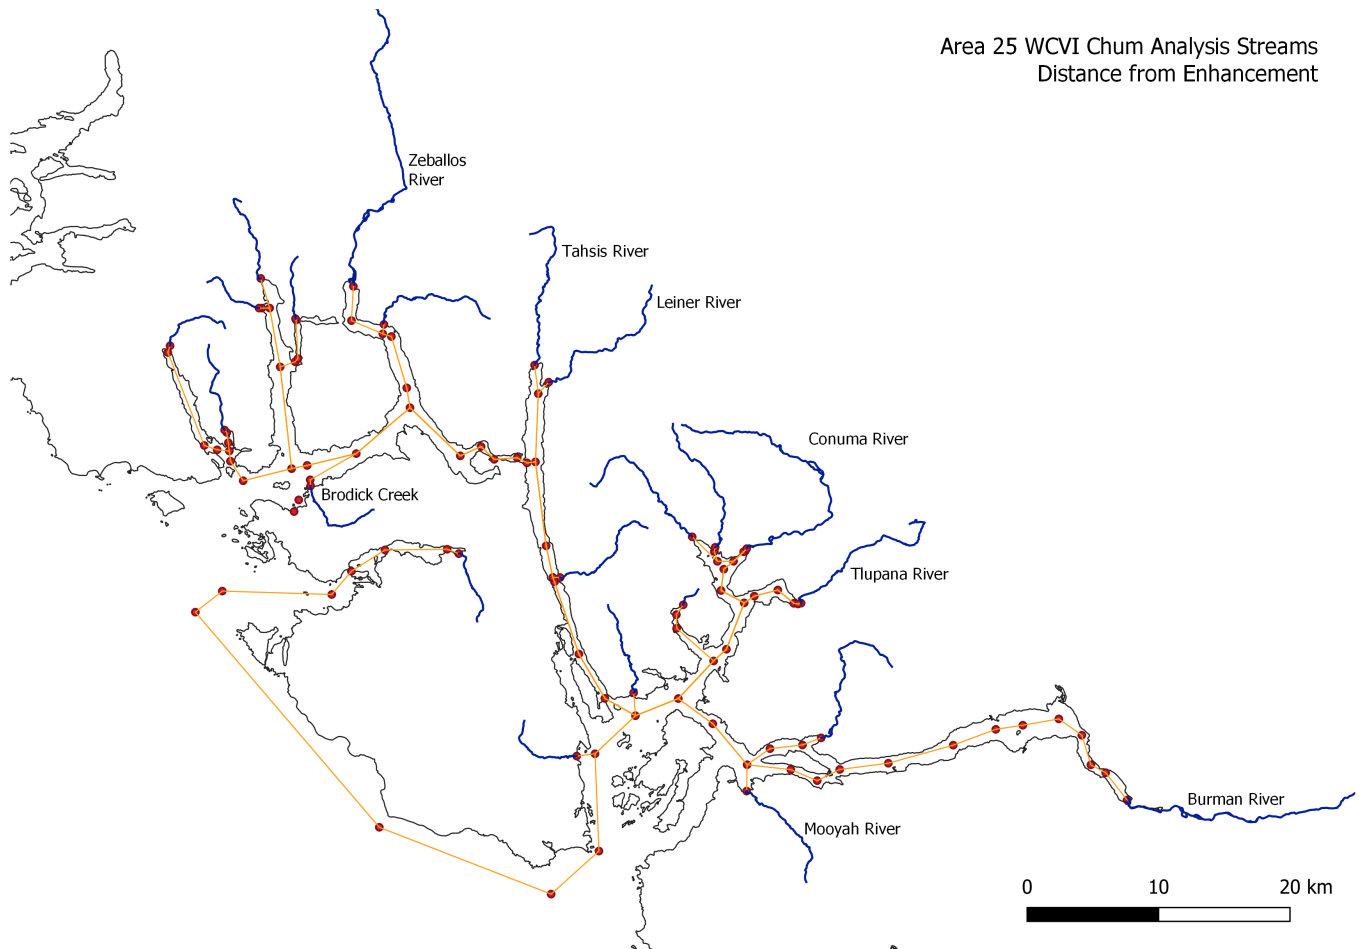 Area 25 WCVI Chum Analysis Streams
Distance from Enhancement
Zeballos
River
Tahsis River
Leiner River
Conuma River
Brodick Creek
Tlupana River
Burman River
Mooyah River
0 10 20 km